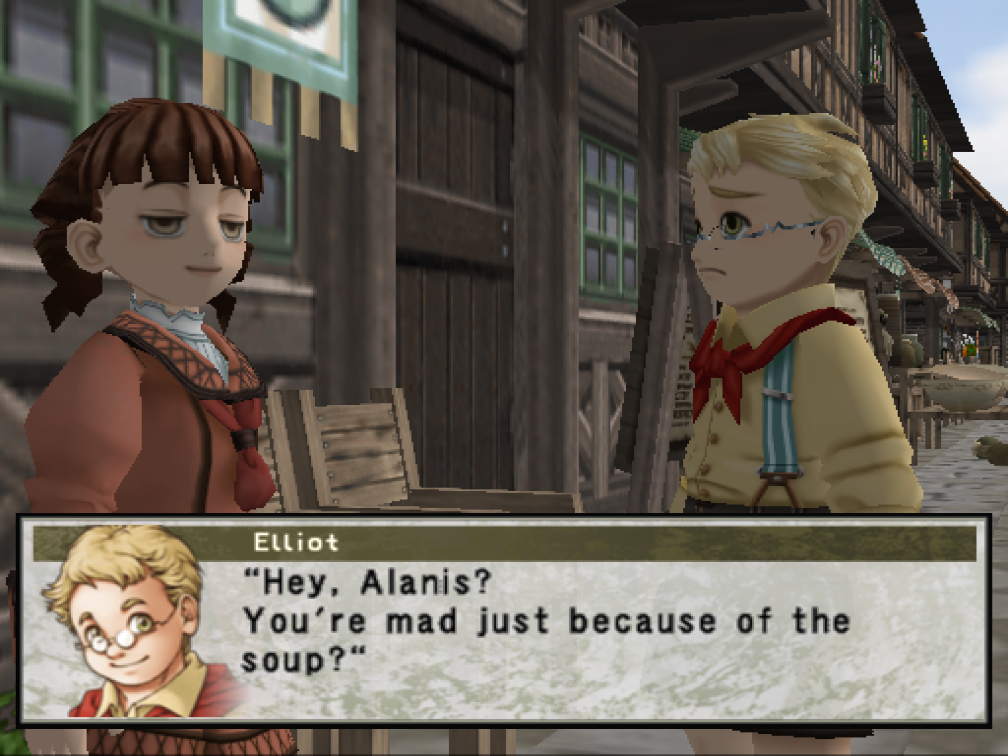 Elliot
“Hey, Alanis?
You're mad just because of the
soup?“